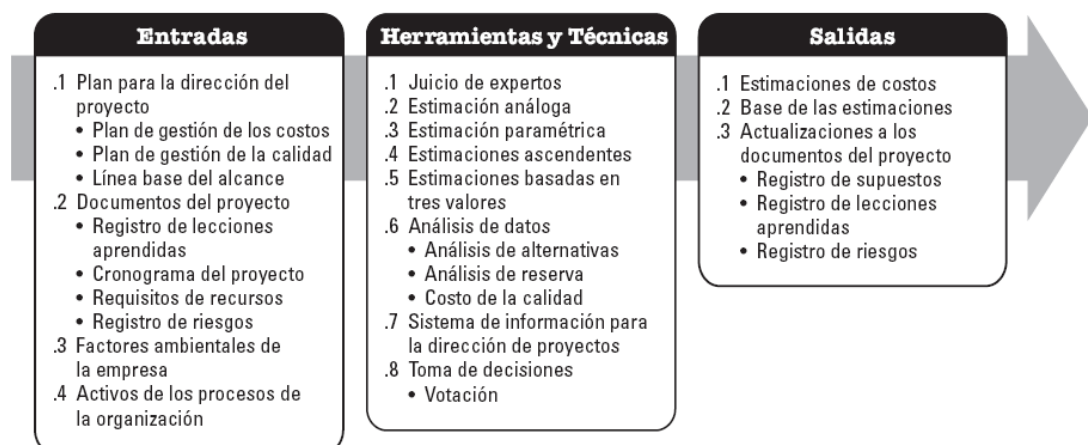 Entradas
.1 Plan para la dirección del
proyecto
• Plan de gestión de los costos
• Plan de gestión de la calidad
• Línea base del alcance
.2 Documentos del proyecto
• Registro de lecciones
aprendidas
• Cronograma del proyecto
• Requisitos de recursos
• Registro de riesgos
.3 Factores ambientales de
la empresa
.4 Activos de los procesos de
la organización
Herramientas y Técnicas
.1 Juicio de expertos
.2 Estimación análoga
.3 Estimación paramétrica
.4 Estimaciones ascendentes
.5 Estimaciones basadas en
tres valores
.6 Análisis de datos
• Análisis de alternativas
• Análisis de reserva
• Costo de la calidad
.7 Sistema de información para
la dirección de proyectos
.8 Toma de decisiones
• Votación
Salidas
.1 Estimaciones de costos
.2 Base de las estimaciones
.3 Actualizaciones a los
documentos del proyecto
• Registro de supuestos
• Registro de lecciones
aprendidas
• Registro de riesgos